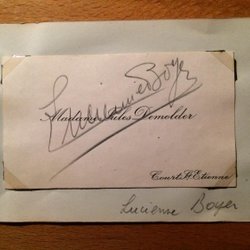 Lucienne Boyer
Madame Jules Demolder
Court St Etienne
Lucienne Boyer